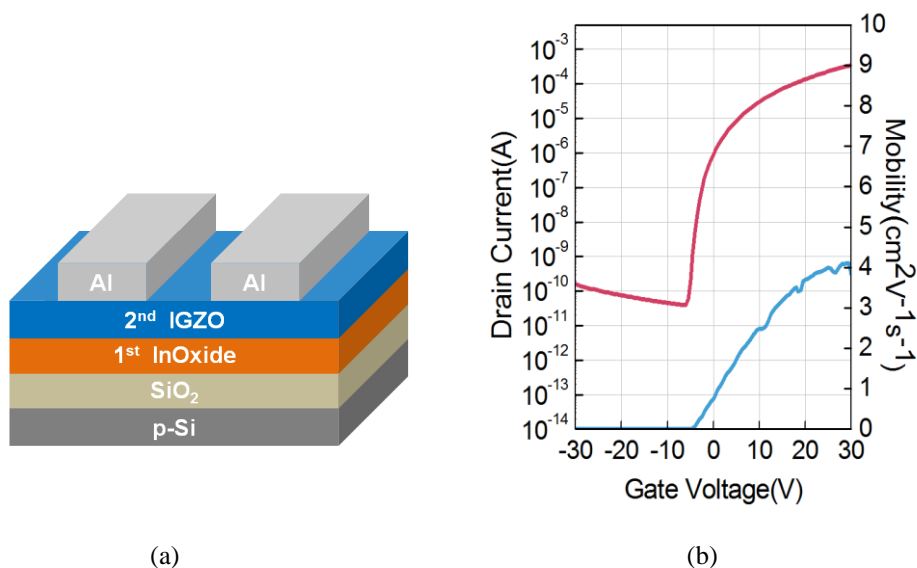 Al
Al
2nd IGZO
1st InOxide
SiO2
p-Si
(a)
Drain Current(A)
10-3
10-4
10-5
10-6
10-7
10-8
10-9
10-10
10-11
10-12
10-13
10-14
-30 -20 -10 0 10 20 30
Gate Voltage(V)
10
9
8
7
6
5
4
3
2
1
0
Mobility(cm2V-1s-1)
(b)